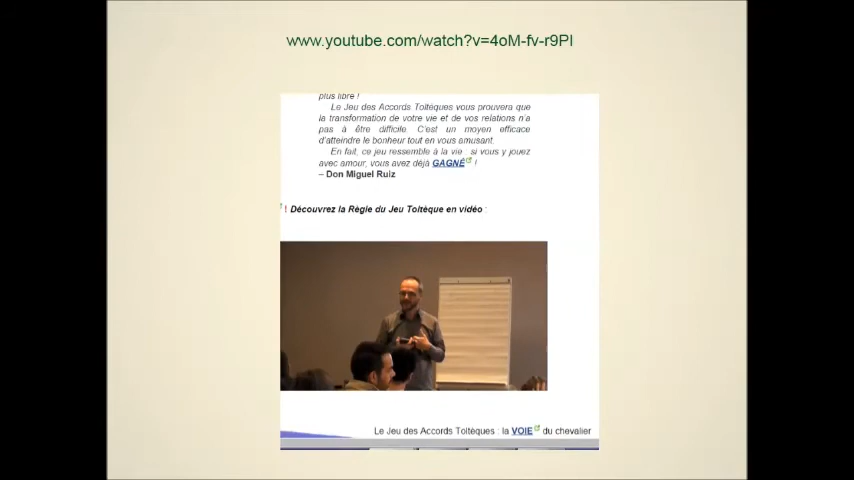 www.youtube.com/watch?v=4oM-fv-r9PI
plus libre !
Le Jeu des Accords Toltèques vous prouvera que
la transformation de votre vie et de vos relations n'a
pas à être difficile. C'est un moyen efficace
d'atteindre le bonheur tout en vous amusant.
En fait, ce jeu ressemble à la vie si vous y jouez
avec amour, vous avez déjà GAGNÉ !
– Don Miguel Ruiz
! Découvrez la Règle du Jeu Toltèque en vidéo :
Le Jeu des Accords Toltèques : la VOIE du chevalier